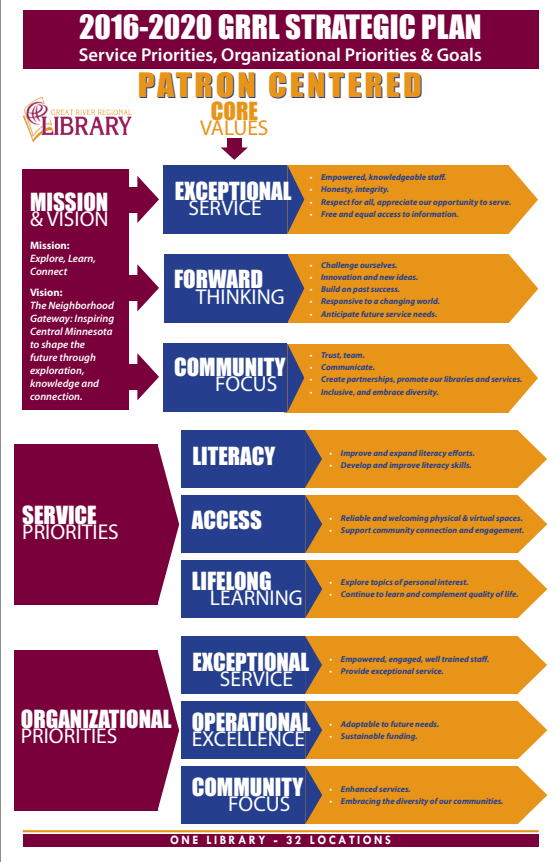 2016-2020 GRRL STRATEGIC PLAN
Service Priorities, Organizational Priorities & Goals
PATRON CENTERED
GREAT RIVER REGIONAL
LIBRARY
CORE
VALUES
MISSION
& VISION
Mission:
Explore, Learn,
Connect
Vision:
The Neighborhood
Gateway: Inspiring
Central Minnesota
to shape the
future through
exploration,
knowledge and
connection.
EXCEPTIONAL
SERVICE
• Empowered, knowledgeable staff.
• Honesty, integrity.
• Respect for all, appreciate our opportunity to serve.
• Free and equal access to information.
FORWARD
THINKING
• Challenge ourselves.
• Innovation and new ideas.
• Build on past success.
• Responsive to a changing world.
• Anticipate future service needs.
COMMUNITY
FOCUS
• Trust, team.
• Communicate.
• Create partnerships, promote our libraries and services.
• Inclusive, and embrace diversity.
SERVICE
PRIORITIES
LITERACY
• Improve and expand literacy efforts.
• Develop and improve literacy skills.
ACCESS
• Reliable and welcoming physical & virtual spaces.
• Support community connection and engagement.
LIFELONG
LEARNING
• Explore topics of personal interest.
• Continue to learn and complement quality of life.
ORGANIZATIONAL
PRIORITIES
EXCEPTIONAL
SERVICE
• Empowered, engaged, well trained staff.
• Provide exceptional service.
OPERATIONAL
EXCELLENCE
• Adaptable to future needs.
• Sustainable funding.
COMMUNITY
FOCUS
• Enhanced services.
• Embracing the diversity of our communities.
ONE LIBRARY - 32 LOCATIONS